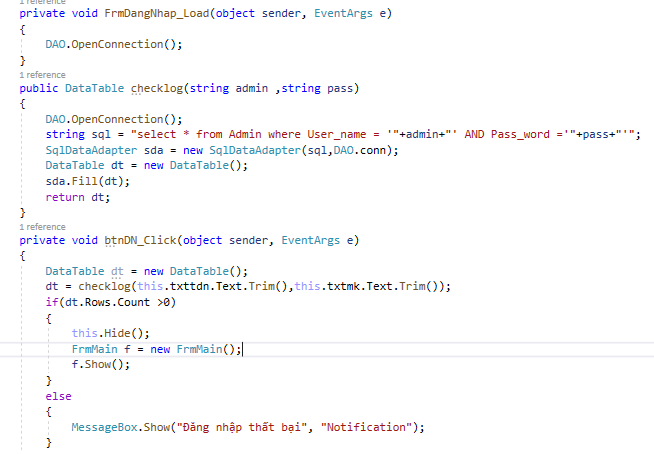 1 reference
private void FrmDangNhap_Load(object sender, EventArgs e)
{
DAO.OpenConnection();
}
1 reference
public DataTable checklog(string admin ,string pass)
{
DAO.OpenConnection();
string sql = "select * from Admin where User_name = '"+admin+"' AND Pass_word ='"+pass+"'";
SqlDataAdapter sda = new SqlDataAdapter(sql,DAO.conn);
DataTable dt = new DataTable();
sda.Fill(dt);
return dt;
}
1 reference
private void btnDN_Click(object sender, EventArgs e)
{
DataTable dt = new DataTable();
dt = checklog(this.txttdn.Text.Trim(),this.txtmk.Text.Trim());
if(dt.Rows.Count >0)
{
this.Hide();
FrmMain f = new FrmMain();
f.Show();
}
else
{
MessageBox.Show("Đăng nhập thất bại", "Notification");
}